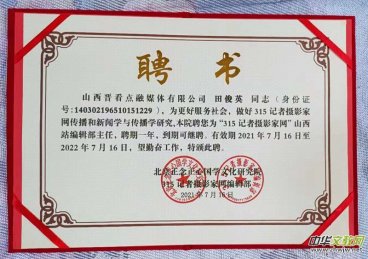 聘 书
山西晋看点融媒体有限公司 田俊英 同志（身份证
号:140302196510151229），为更好服务社会，做好315记者摄影家
网传播和新闻学与传播学研究,本院聘您为"315记者摄影家网"山西
站编辑部主任，聘期一年，到期可继聘。有效期2021年7月16日至
2022年7月16日，望勤奋工作，特颁此聘。
北京正念正心国学文化研究院
315记者摄影家网编辑部
2021年7月16日
中华文教网